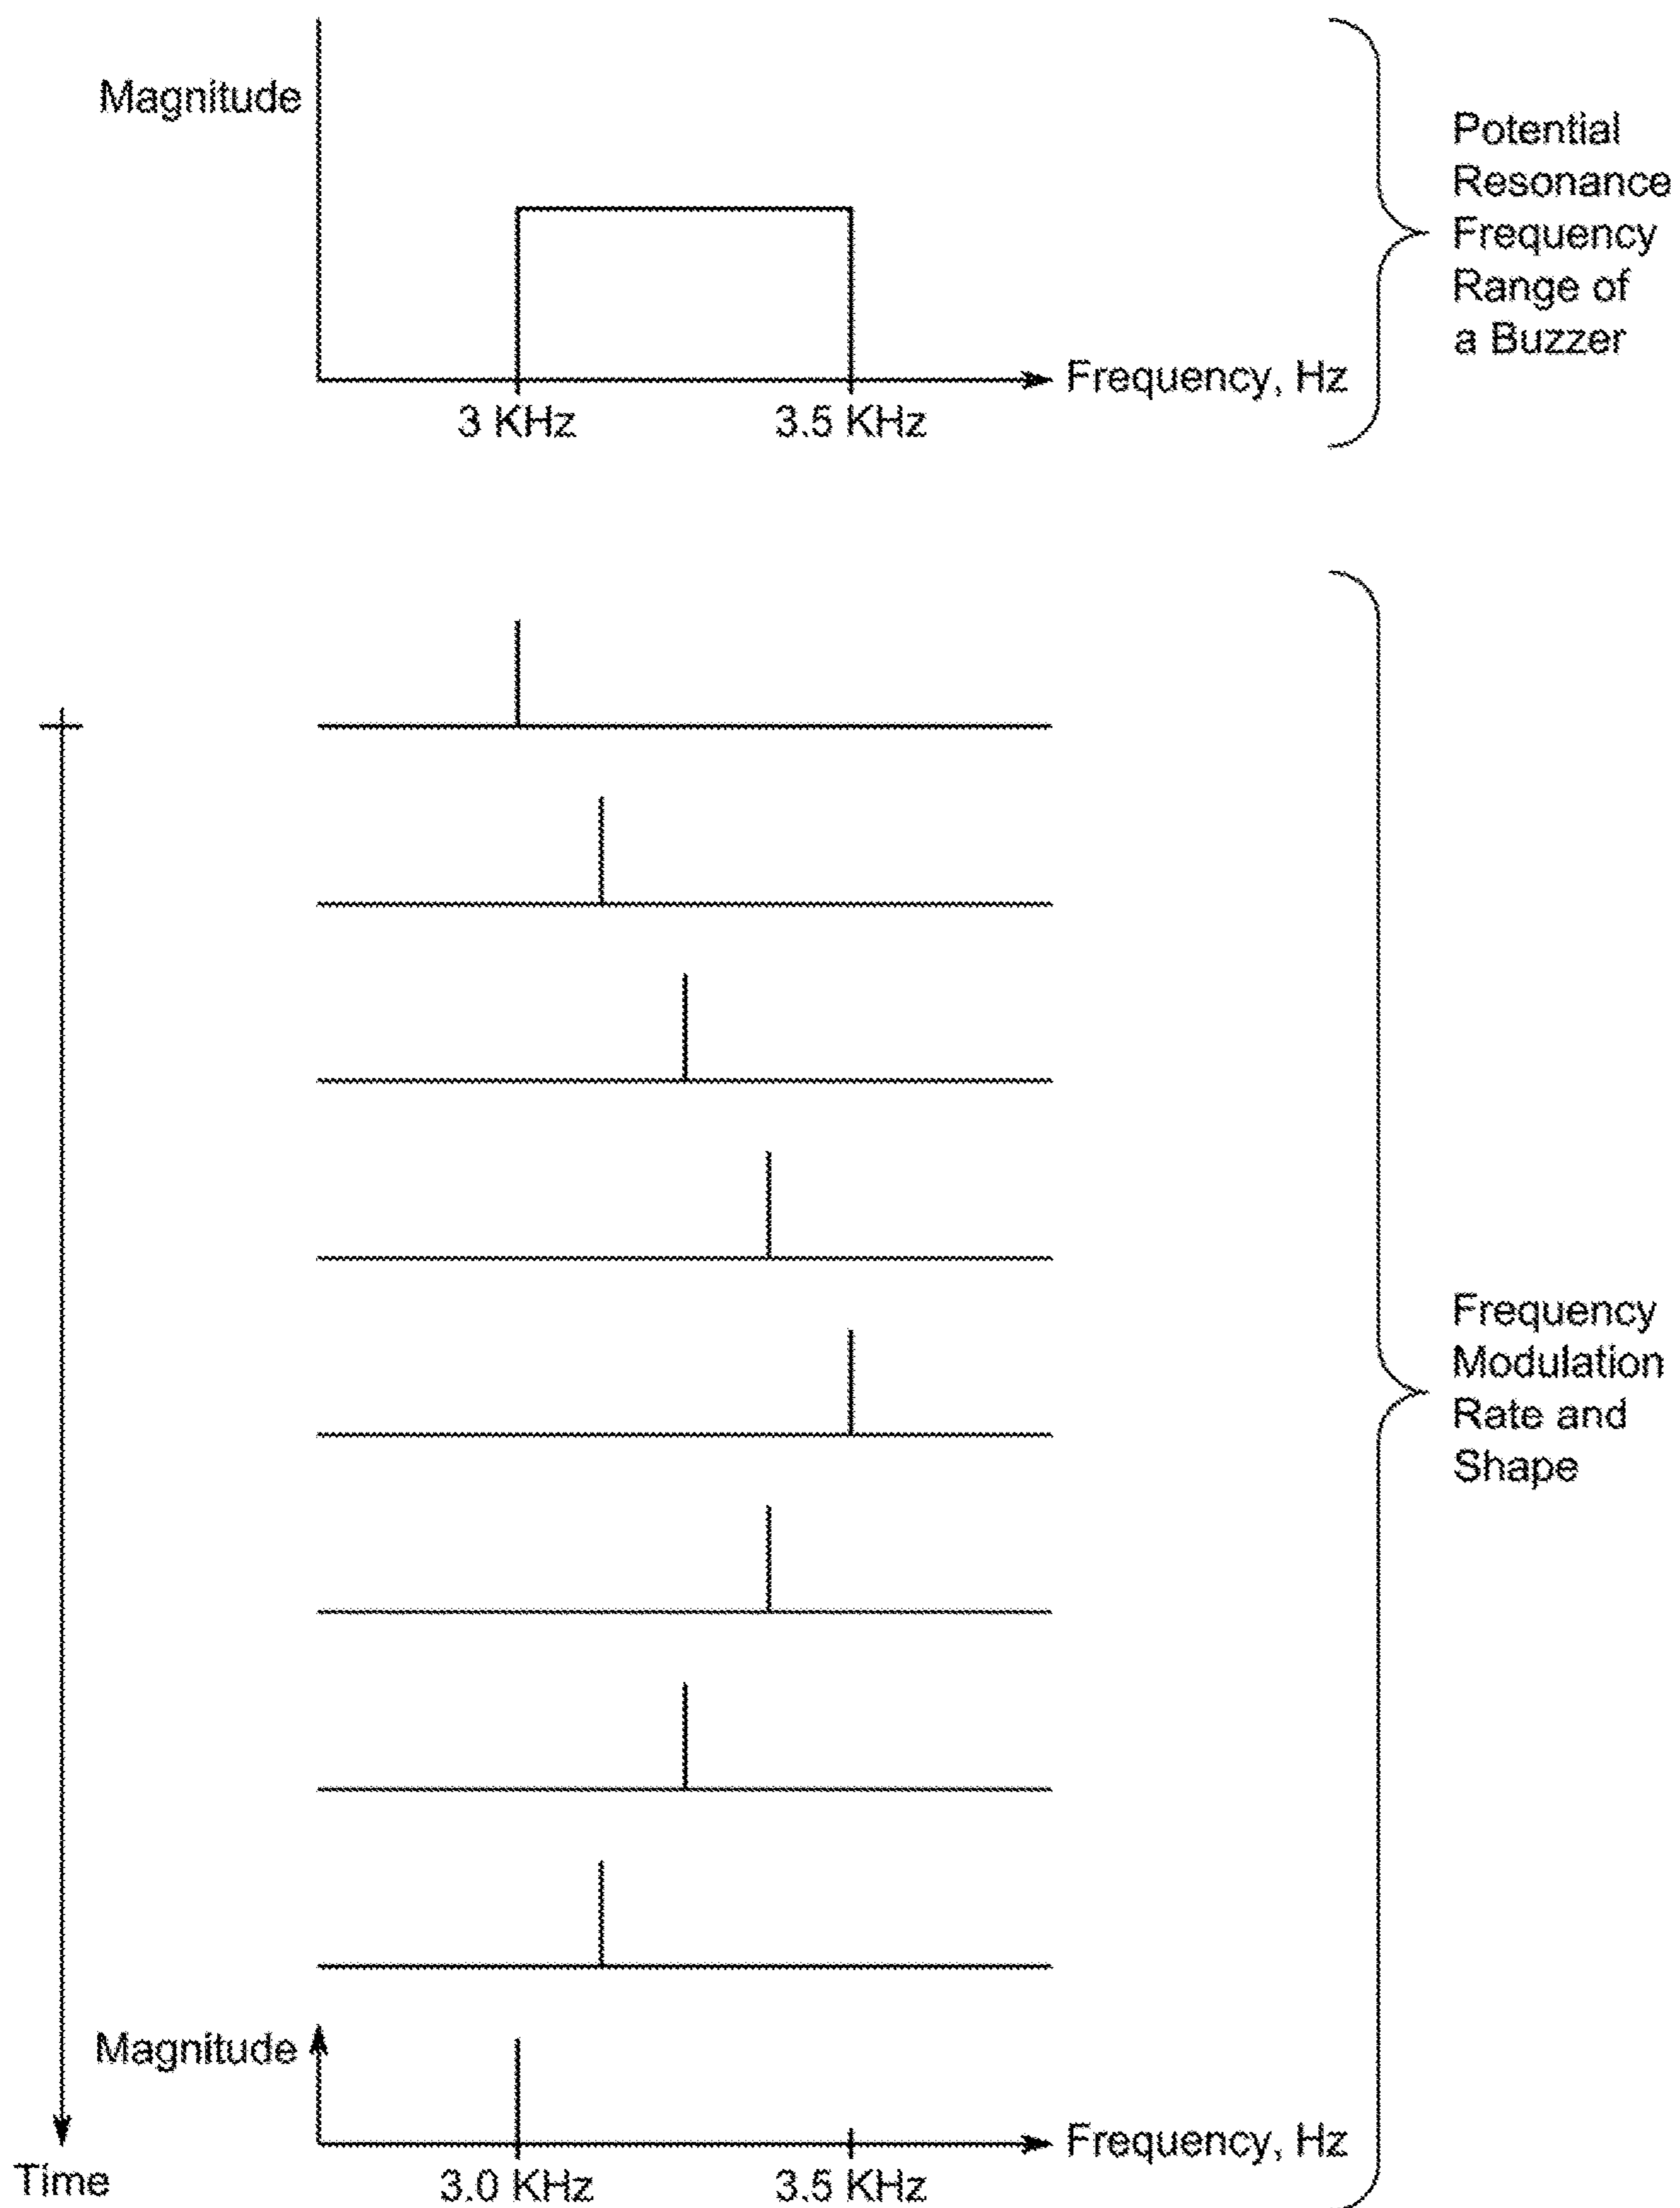 Magnitude
Potential
Resonance
Frequency
Range of
a Buzzer
Frequency, Hz
3 KHz
3.5 KHz
Frequency
Modulation
Rate and
Shape
Magnitude
Frequency, Hz
3.0 KHz
3.5 KHz
Time